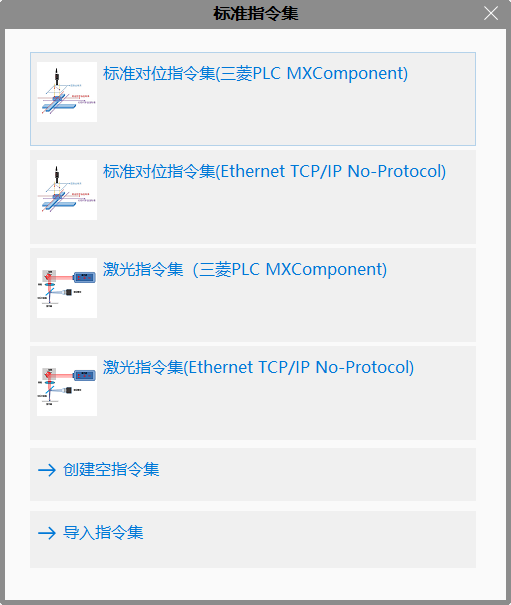 标准指令集
标准对位指令集(三菱PLC MXComponent)
标准对位指令集(Ethernet TCP/IP No-Protocol)
激光指令集（三菱PLC MXComponent)
激光指令集(Ethernet TCP/IP No-Protocol)
创建空指令集
导入指令集